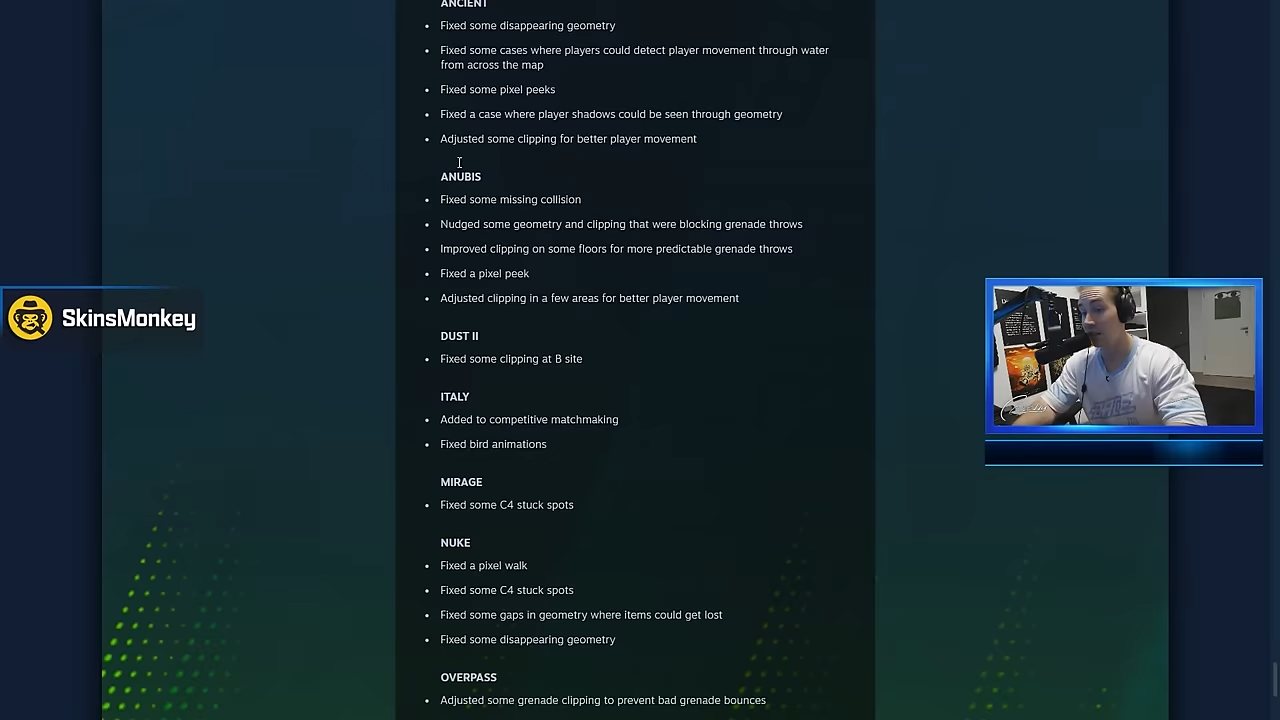 ANCIENT
Fixed some disappearing geometry
Fixed some cases where players could detect player movement through water
from across the map
Fixed some pixel peeks
Fixed a case where player shadows could be seen through geometry
Adjusted some clipping for better player movement
ANUBIS
Fixed some missing collision
Nudged some geometry and clipping that were blocking grenade throws
Improved clipping on some floors for more predictable grenade throws
Fixed a pixel peek
Adjusted clipping in a few areas for better player movement
SkinsMonkey
DUST II
Fixed some clipping at B site
ITALY
Added to competitive matchmaking
Fixed bird animations
MIRAGE
Fixed some C4 stuck spots
NUKE
Fixed a pixel walk
Fixed some C4 stuck spots
Fixed some gaps in geometry where items could get lost
Fixed some disappearing geometry
OVERPASS
Adjusted some grenade clipping to prevent bad grenade bounces